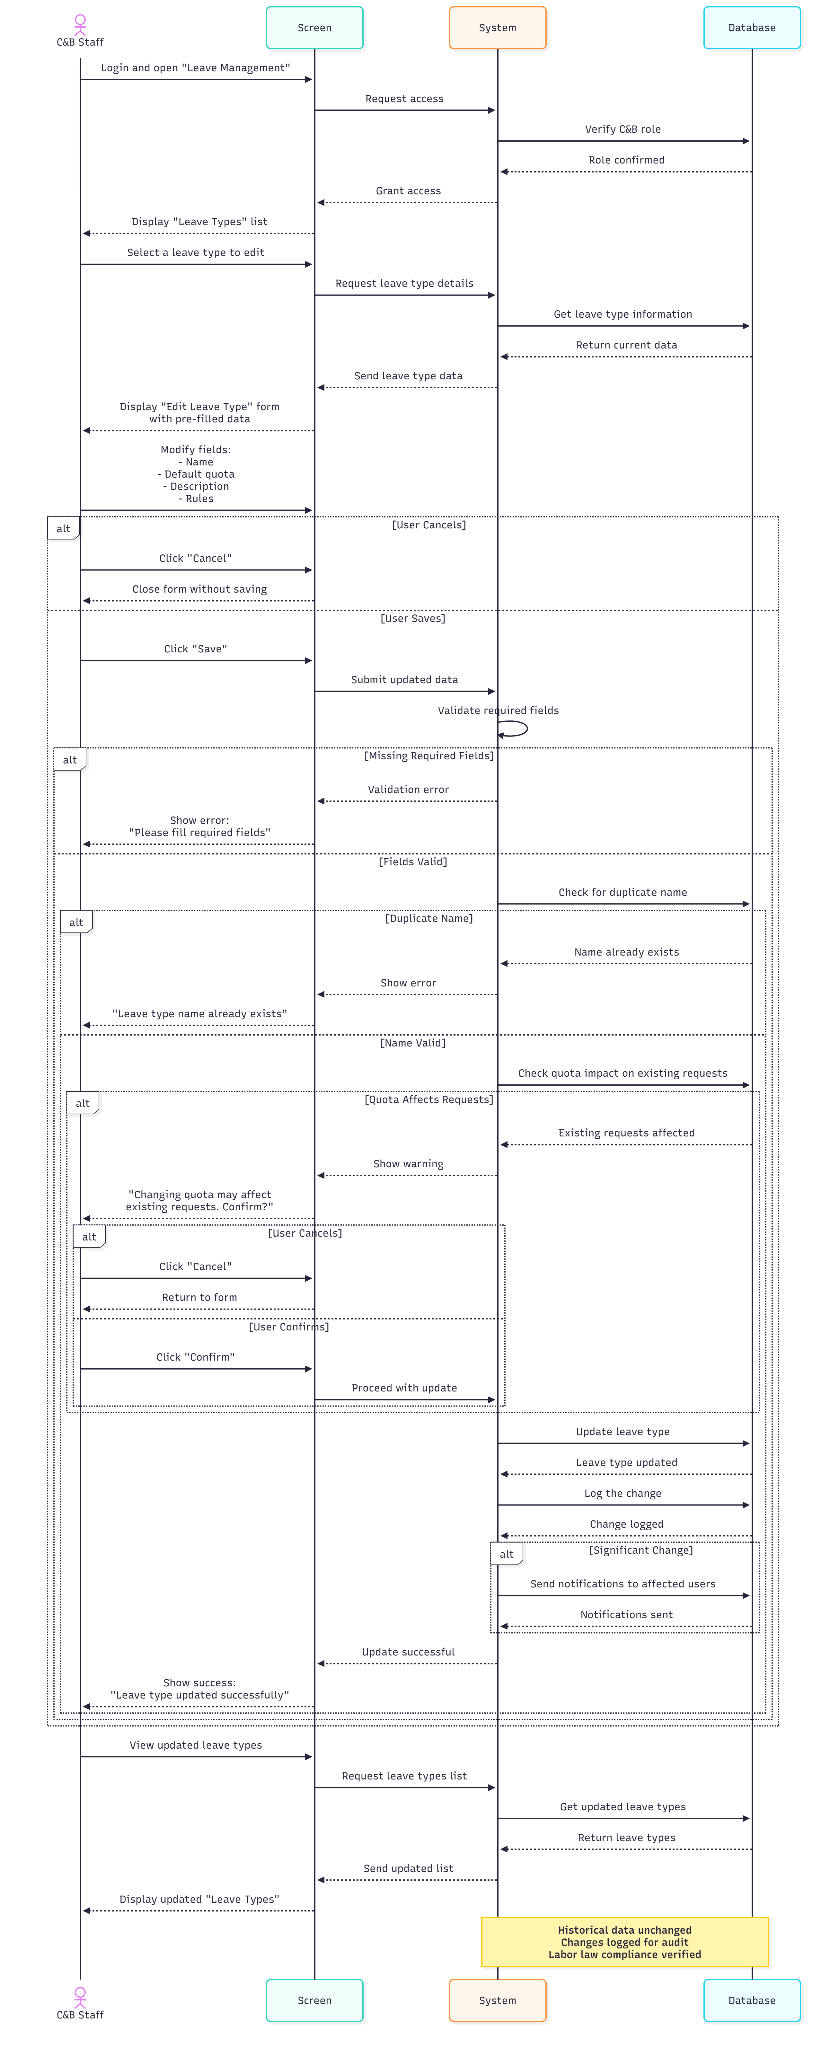 C&B Staff
Screen
System
Database
Login and open "Leave Management"
Request access
Verify C&B role
Role confirmed
Grant access
Display "Leave Types" list
Select a leave type to edit
Request leave type details
Get leave type information
Return current data
Send leave type data
Display "Edit Leave Type" form
with pre-filled data
Modify fields:
- Name
- Default quota
- Description
- Rules
alt
[User Cancels]
Click "Cancel"
Close form without saving
[User Saves]
Click "Save"
Submit updated data
Validate required fields
alt
[Missing Required Fields]
Validation error
Show error:
"Please fill required fields"
[Fields Valid]
Check for duplicate name
alt
[Duplicate Name]
Name already exists
Show error
"Leave type name already exists"
[Name Valid]
Check quota impact on existing requests
alt
[Quota Affects Requests]
Existing requests affected
Show warning
"Changing quota may affect
existing requests. Confirm?"
alt
[User Cancels]
Click "Cancel"
Return to form
[User Confirms]
Click "Confirm"
Proceed with update
Update leave type
Leave type updated
Log the change
Change logged
alt
[Significant Change]
Send notifications to affected users
Notifications sent
Update successful
Show success:
"Leave type updated successfully"
View updated leave types
Request leave types list
Get updated leave types
Return leave types
Send updated list
Display updated "Leave Types"
Historical data unchanged
Changes logged for audit
Labor law compliance verified
C&B Staff
Screen
System
Database